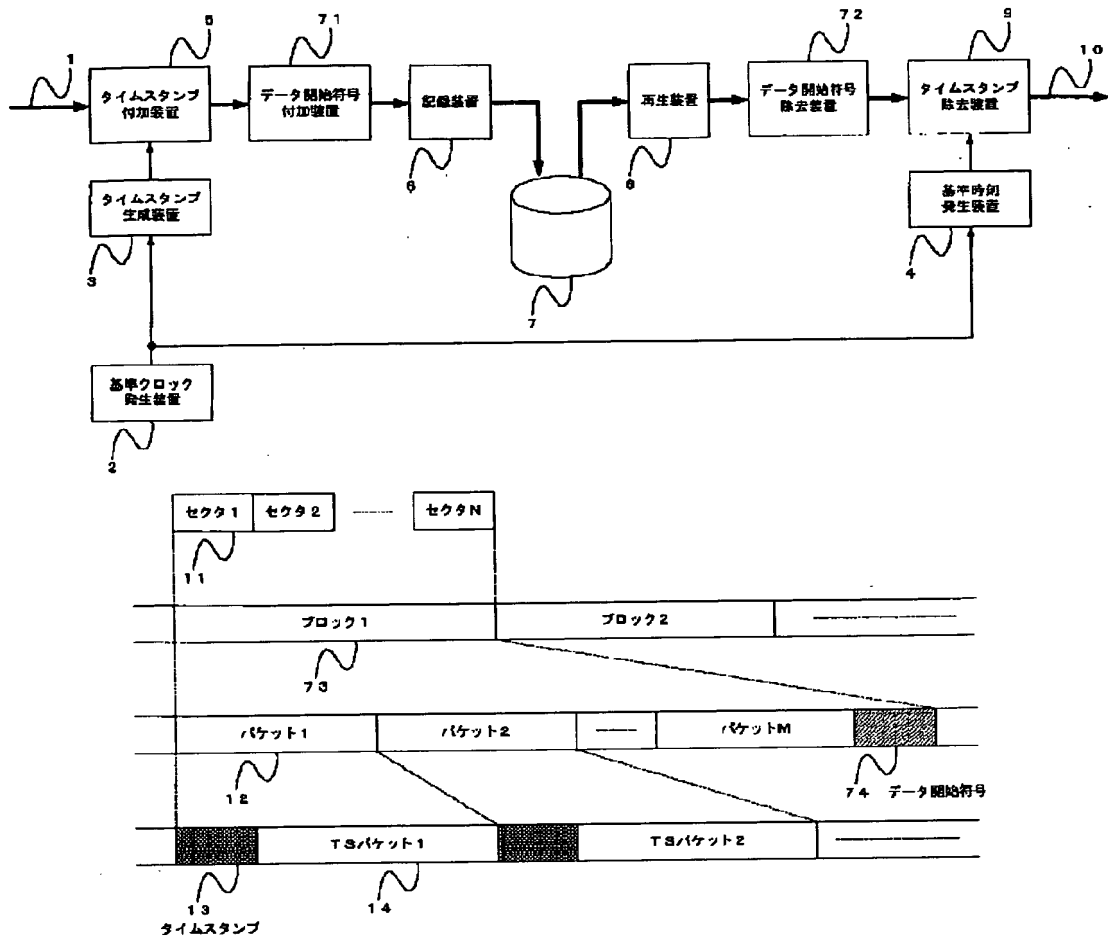 5
71
72
9
10
1
タイムスタンプ
付加装置
データ開始符号
付加装置
記録装置
再生装置
データ開始符号
除去装置
タイムスタンプ
除去装置
6
8
タイムスタンプ
生成装置
基準時刻
発生装置
3
7
4
基準クロック
発生装置
2
セクタ1
セクタ2
セクタN
11
ブロック1
ブロック2
73
パケット1
パケット2
パケットM
12
74 データ開始符号
TSパケット1
TSパケット2
13
14
タイムスタンプ